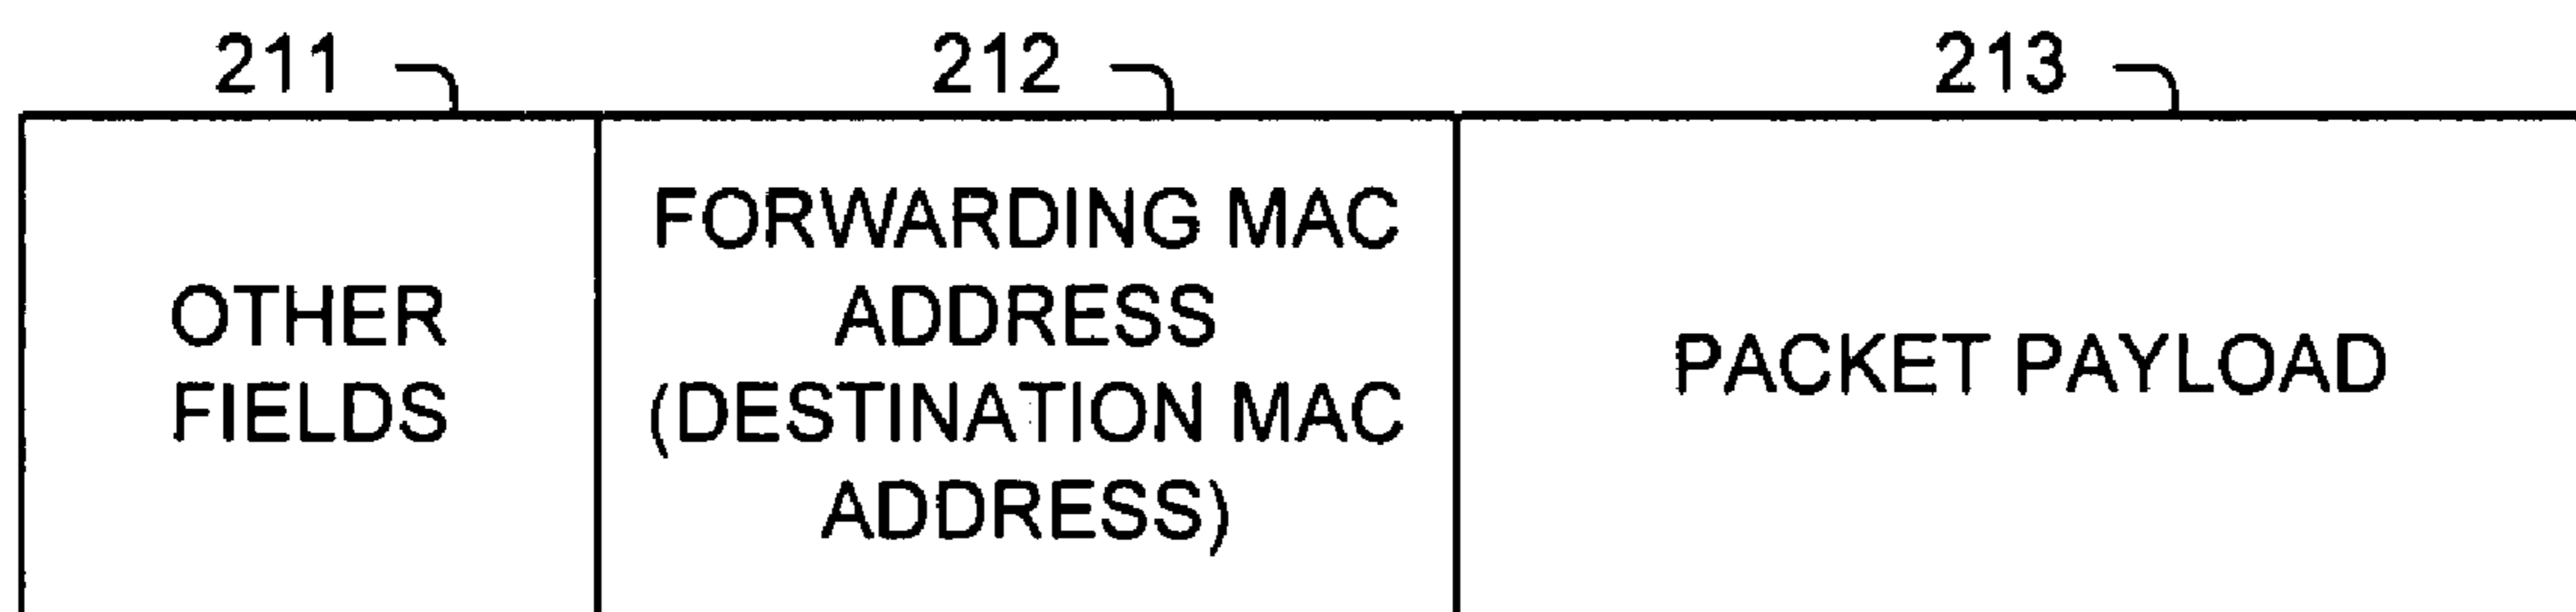 211
212
213
OTHER
FIELDS
FORWARDING MAC
ADDRESS
(DESTINATION MAC
ADDRESS)
PACKET PAYLOAD